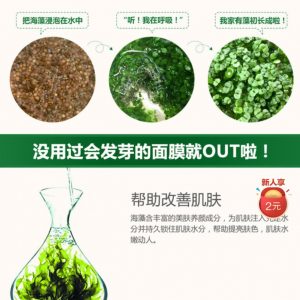 把海藻浸泡在水中
“听！我在呼吸！”
我家有藻初长成啦！
没用过会发芽的面膜就OUT啦！
新人享
2元
帮助改善肌肤
海藻含丰富的美肤养颜成分，为肌肤注入充足水
分并持久锁住肌肤水分，帮助提亮肤色，肌肤水
嫩动人。